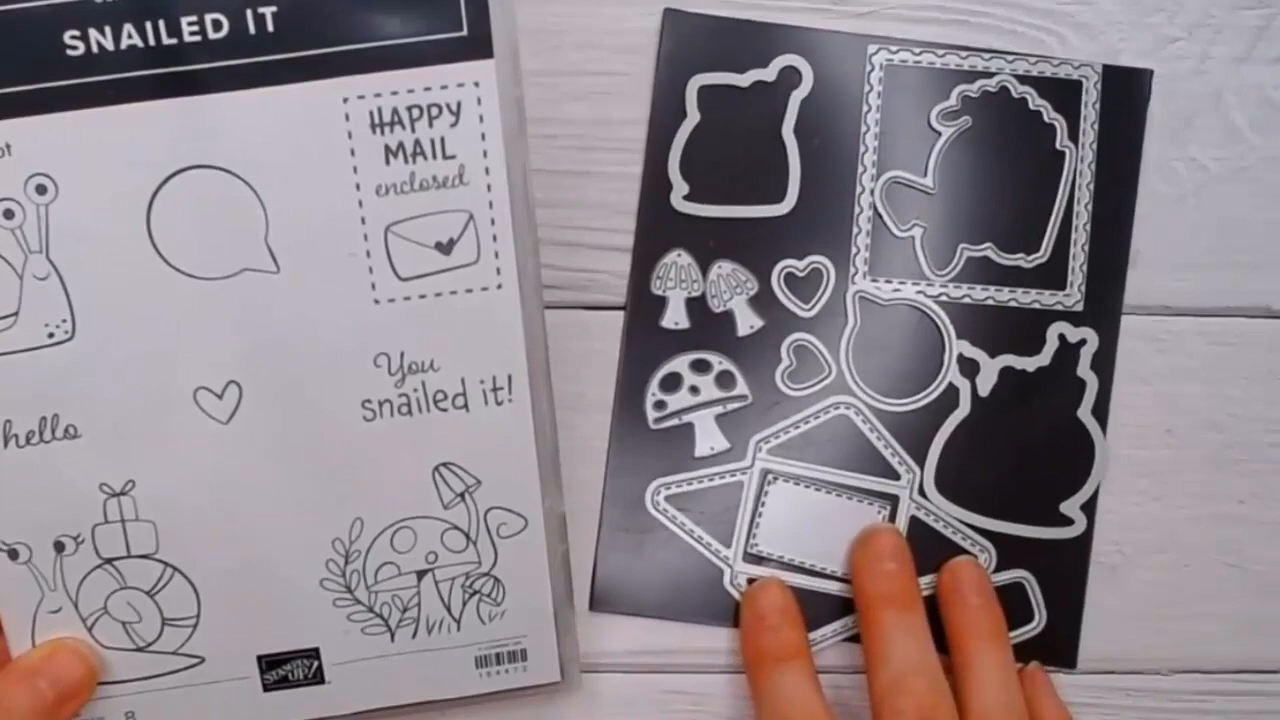 SNAILED IT
HAPPY
MAIL
enclosed
You
snailed it!
hello
STAMPIN'
UP!